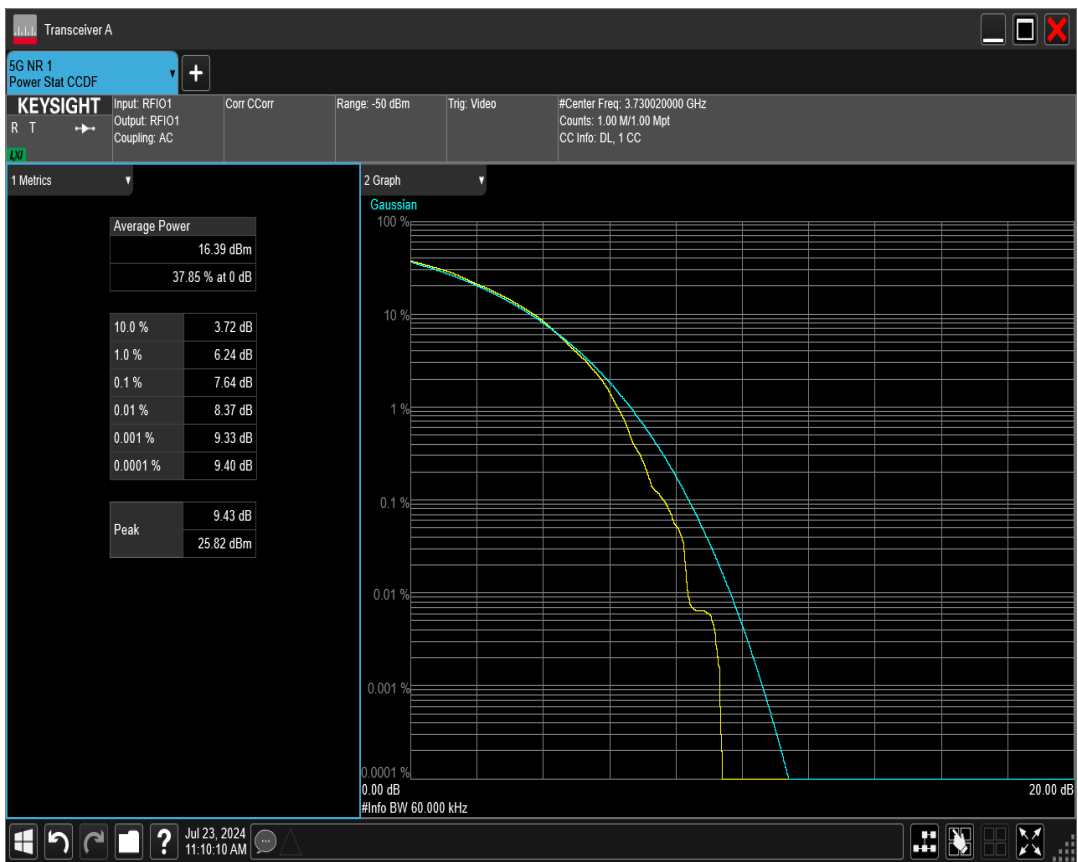 Transceiver A
5G NR 1
Power Stat CCDF
+
KEYSIGHT
R T
LXI
Input: RFIO1
Output: RFIO1
Coupling: AC
Corr CCorr
Range: -50 dBm
Trig: Video
#Center Freq: 3.730020000 GHz
Counts: 1.00 M/1.00 Mpt
CC Info: DL, 1 CC
1 Metrics
Average Power
16.39 dBm
37.85 % at 0 dB
10.0 % 3.72 dB
1.0 % 6.24 dB
0.1 % 7.64 dB
0.01 % 8.37 dB
0.001 % 9.33 dB
0.0001 % 9.40 dB
Peak 9.43 dB
25.82 dBm
2 Graph
Gaussian
100 %
10 %
1 %
0.1 %
0.01 %
0.001 %
0.0001 %
0.00 dB 20.00 dB
#Info BW 60.000 kHz
?
Jul 23, 2024
11:10:10 AM